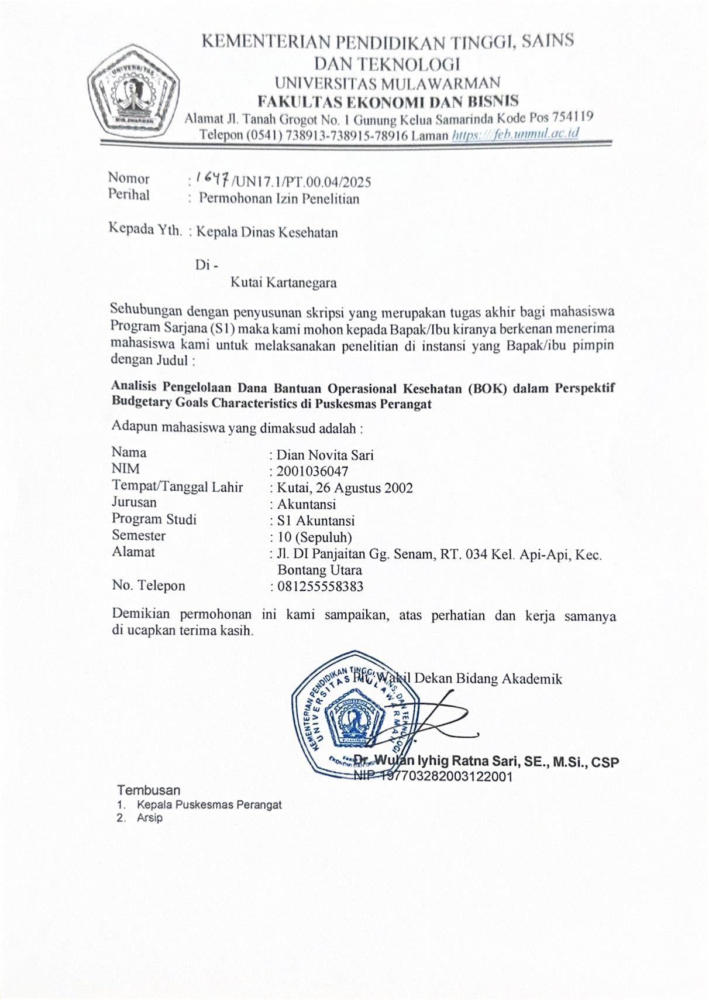 KEMENTERIAN PENDIDIKAN TINGGI, SAINS
DAN TEKNOLOGI
UNIVERSITAS MULAWARMAN
FAKULTAS EKONOMI DAN BISNIS
Alamat Jl. Tanah Grogot No. 1 Gunung Kelua Samarinda Kode Pos 754119
Telepon (0541) 738913-738915-78916 Laman https:///feb.unmul.ac.id
UNIVERSITAS
MULAWARMAN
Nomor : 1647/UN17.1/PT.00.04/2025
Perihal : Permohonan Izin Penelitian
Kepada Yth. : Kepala Dinas Kesehatan
Di -
Kutai Kartanegara
Sehubungan dengan penyusunan skripsi yang merupakan tugas akhir bagi mahasiswa
Program Sarjana (S1) maka kami mohon kepada Bapak/Ibu kiranya berkenan menerima
mahasiswa kami untuk melaksanakan penelitian di instansi yang Bapak/ibu pimpin
dengan Judul :
Analisis Pengelolaan Dana Bantuan Operasional Kesehatan (BOK) dalam Perspektif
Budgetary Goals Characteristics di Puskesmas Perangat
Adapun mahasiswa yang dimaksud adalah :
Nama : Dian Novita Sari
NIM : 2001036047
Tempat/Tanggal Lahir : Kutai, 26 Agustus 2002
Jurusan : Akuntansi
Program Studi : S1 Akuntansi
Semester : 10 (Sepuluh)
Alamat : Jl. DI Panjaitan Gg. Senam, RT. 034 Kel. Api-Api, Kec.
Bontang Utara
No. Telepon : 081255558383
Demikian permohonan ini kami sampaikan, atas perhatian dan kerja samanya
di ucapkan terima kasih.
Plt. Wakil Dekan Bidang Akademik
KEMENTERIAN PENDIDIKAN TINGGI, SAINS, DAN TEKNOLOGI
UNIVERSITAS MULAWARMAN
EKONOMI DAN BISNIS
Dr. Wulan Iyhig Ratna Sari, SE., M.Si., CSP
NIP 197703282003122001
Tembusan
1. Kepala Puskesmas Perangat
2. Arsip